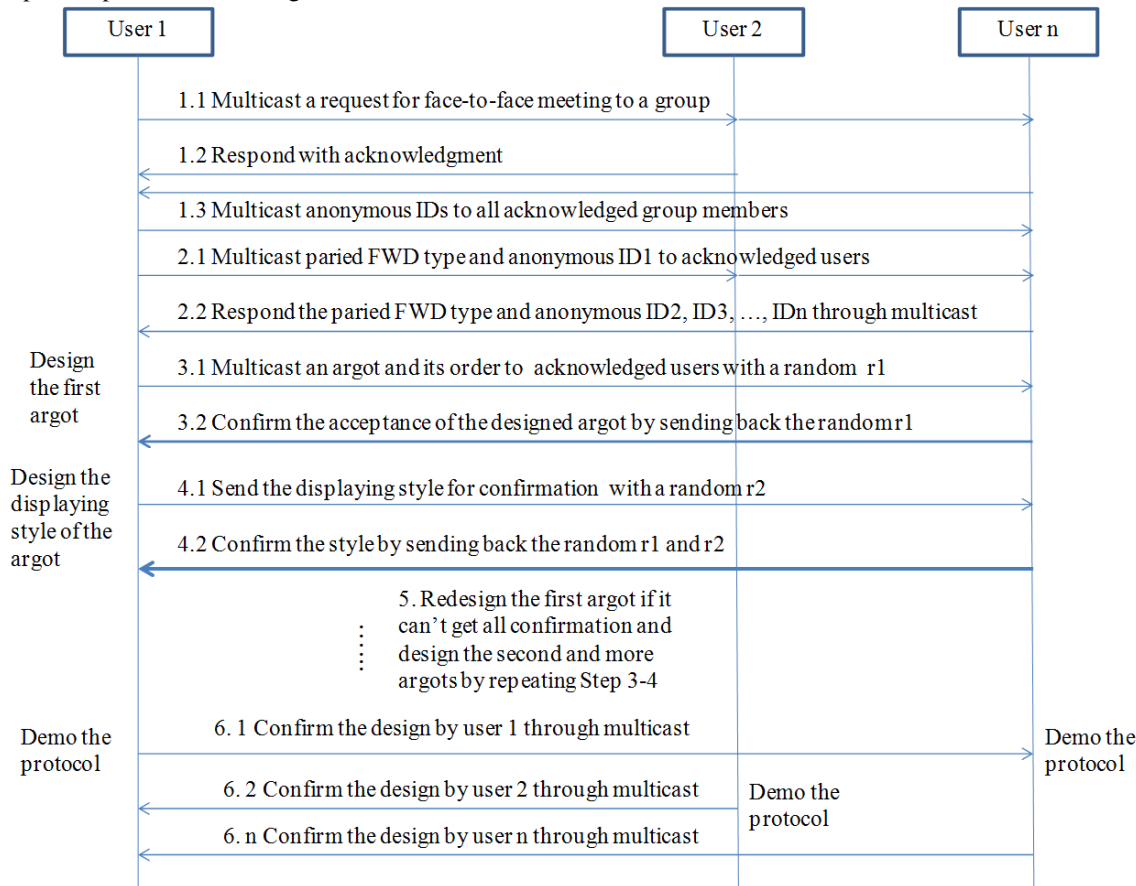 User 1
User 2
User n
1.1 Multicast a request for face-to-face meeting to a group
1.2 Respond with acknowledgment
1.3 Multicast anonymous IDs to all acknowledged group members
2.1 Multicast paried FWD type and anonymous ID1 to acknowledged users
2.2 Respond the paried FWD type and anonymous ID2, ID3, …, IDn through multicast
Design
the first
argot
3.1 Multicast an argot and its order to acknowledged users with a random r1
3.2 Confirm the acceptance of the designed argot by sending back the random r1
Design the
displaying
style of the
argot
4.1 Send the displaying style for confirmation with a random r2
4.2 Confirm the style by sending back the random r1 and r2
5. Redesign the first argot if it
can’t get all confirmation and
design the second and more
argots by repeating Step 3-4
Demo the
protocol
6. 1 Confirm the design by user 1 through multicast
Demo the
protocol
6. 2 Confirm the design by user 2 through multicast
Demo the
protocol
6. n Confirm the design by user n through multicast